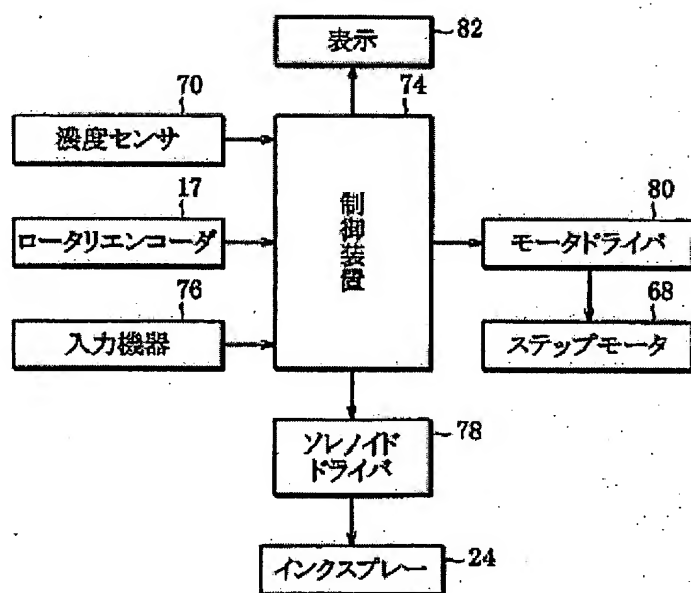 表示
82
70
濃度センサ
74
制御装置
17
ロータリエンコーダ
80
モータドライバ
76
入力機器
68
ステップモータ
ソレノイド
ドライバ
78
インクスプレー
24